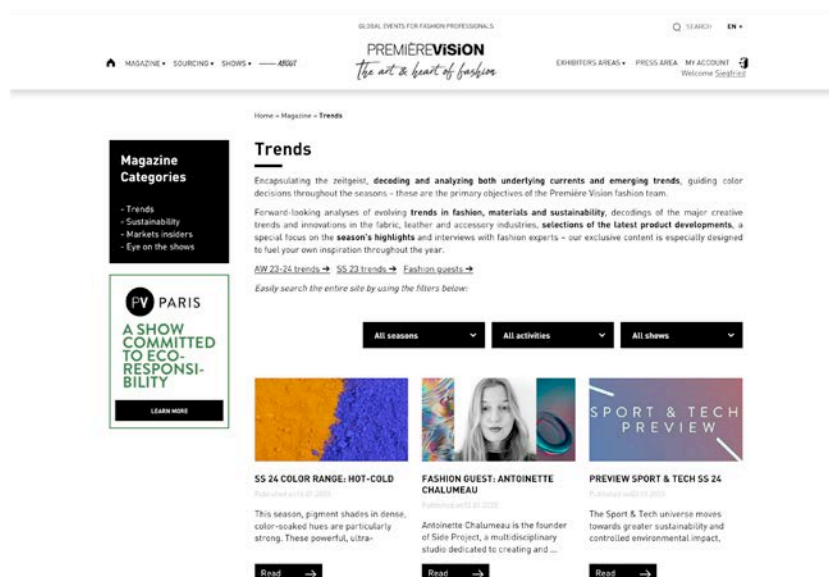 GLOBAL EVENTS FOR FASHION PROFESSIONALS
SEARCH EN
PREMIÈREVISION
The art & heart of fashion
MAGAZINE SOURCING SHOWS ABOUT
EXHIBITORS AREAS PRESS AREA MY ACCOUNT
Welcome Siegfried
Home » Magazine » Trends
Magazine
Categories
- Trends
- Sustainability
- Markets insiders
- Eye on the shows
PV PARIS
A SHOW
COMMITTED
TO ECO-
RESPONSI-
BILITY
LEARN MORE
Trends
Encapsulating the zeitgeist, decoding and analyzing both underlying currents and emerging trends, guiding color
decisions throughout the seasons – these are the primary objectives of the Première Vision fashion team.
Forward-looking analyses of evolving trends in fashion, materials and sustainability, decodings of the major creative
trends and innovations in the fabric, leather and accessory industries, selections of the latest product developments, a
special focus on the season's highlights and interviews with fashion experts – our exclusive content is especially designed
to fuel your own inspiration throughout the year.
AW 23-24 trends → SS 23 trends → Fashion guests →
Easily search the entire site by using the filters below:
All seasons All activities All shows
SPORT & TECH
PREVIEW
SS 24 COLOR RANGE: HOT-COLD
This season, pigment shades in dense,
color-soaked hues are particularly
strong. These powerful, ultra-
Read →
FASHION GUEST: ANTOINETTE
CHALUMEAU
Antoinette Chalumeau is the founder
of Side Project, a multidisciplinary
studio dedicated to creating and ...
Read →
PREVIEW SPORT & TECH SS 24
The Sport & Tech universe moves
towards greater sustainability and
controlled environmental impact,
Read →